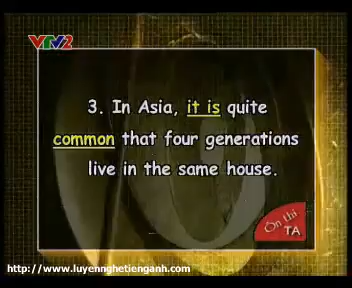 VTV2
3. In Asia, it is quite
common that four generations
live in the same house.
Ôn thi
TA
http://www.luyennghetienganh.com